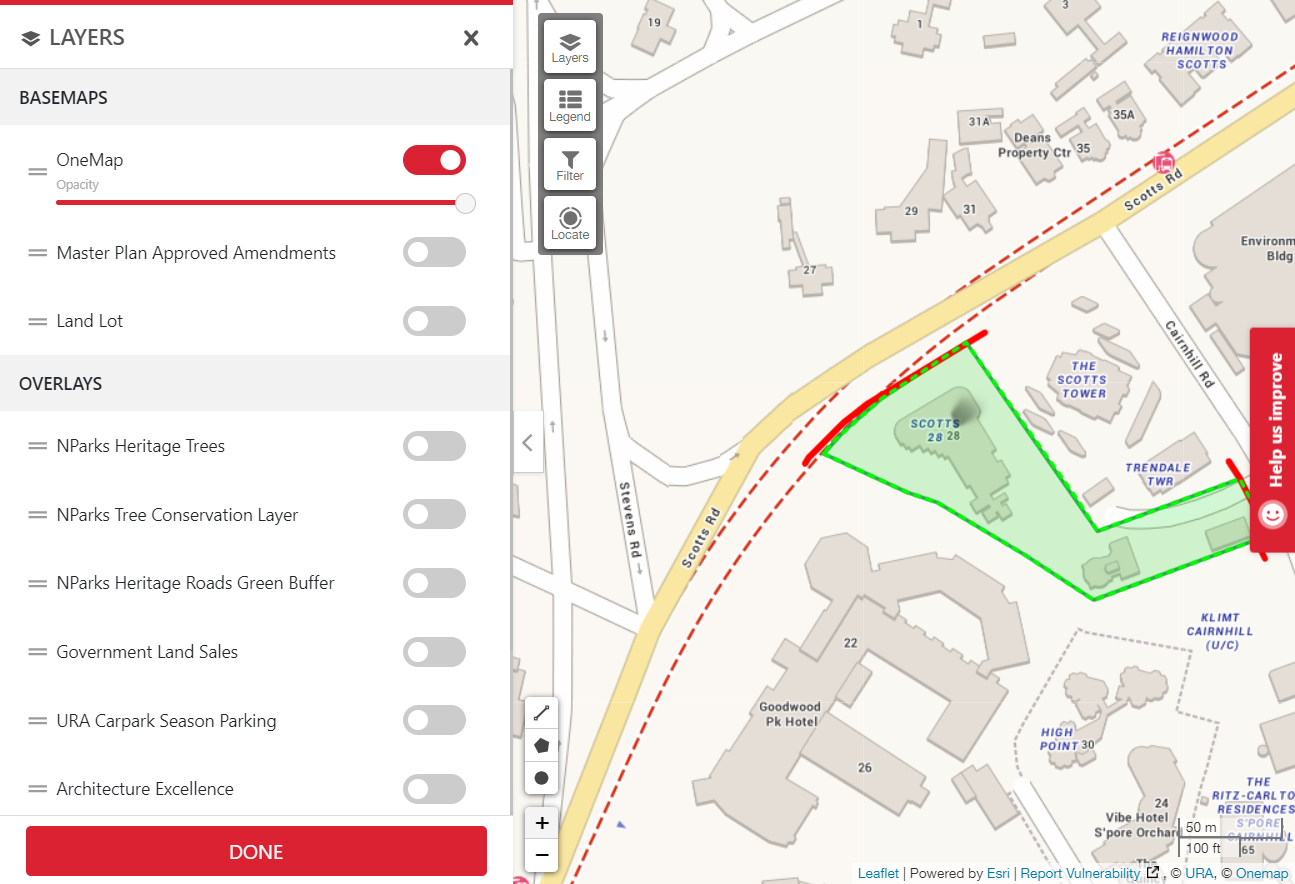 LAYERS
BASEMAPS
OneMap
Opacity
Master Plan Approved Amendments
Land Lot
OVERLAYS
NParks Heritage Trees
NParks Tree Conservation Layer
NParks Heritage Roads Green Buffer
Government Land Sales
URA Carpark Season Parking
Architecture Excellence
DONE
Layers
Legend
Filter
Locate
19
1
3
REIGNWOOD
HAMILTON
SCOTTS
31A
Deans
Property Ctr
35
35A
Scotts Rd
29
31
27
Environm
Bldg
Cairnhill Rd
THE
SCOTTS
TOWER
SCOTTS
28 28
TRENDALE
TWR
Help us improve
Stevens Rd
Scotts Rd
KLIMT
CAIRNHILL
(U/C)
22
Goodwood
Pk Hotel
HIGH
POINT 30
26
24
Vibe Hotel
S'pore Orchard
THE
RITZ-CARLTO
RESIDENCES
S'PORE
CAIRNHILL
65
The
50 m
100 ft
+
−
Leaflet | Powered by Esri | Report Vulnerability , © URA, © Onemap